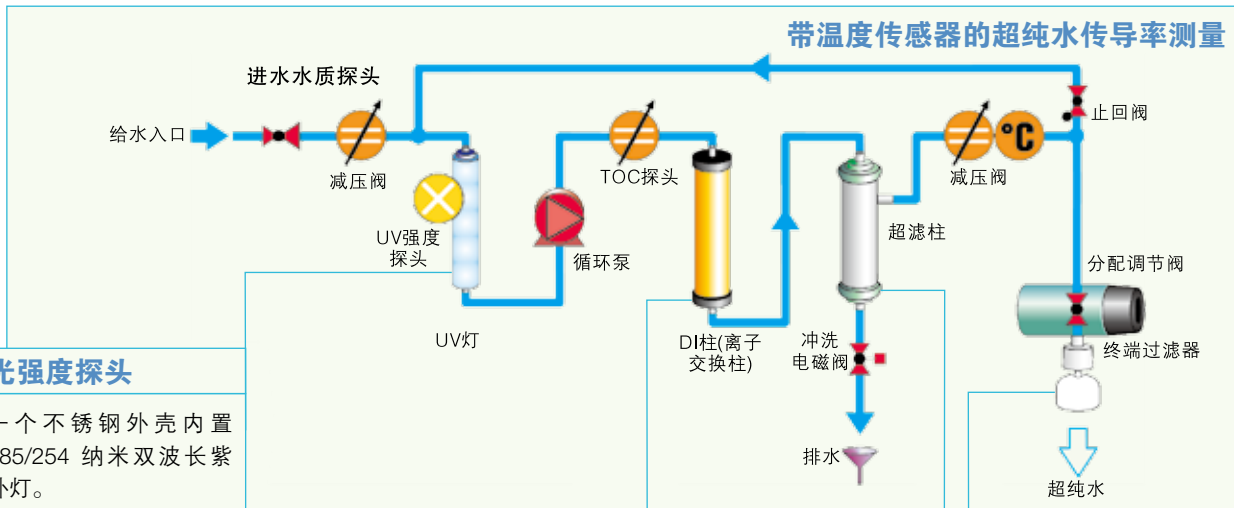 带温度传感器的超纯水传导率测量
进水水质探头
给水入口
减压阀
UV强度
探头
UV灯
循环泵
TOC探头
DI柱(离子
交换柱)
超滤柱
冲洗
电磁阀
排水
减压阀
℃
止回阀
分配调节阀
终端过滤器
超纯水
光强度探头
一个不锈钢外壳内置
85/254 纳米双波长紫
外灯。